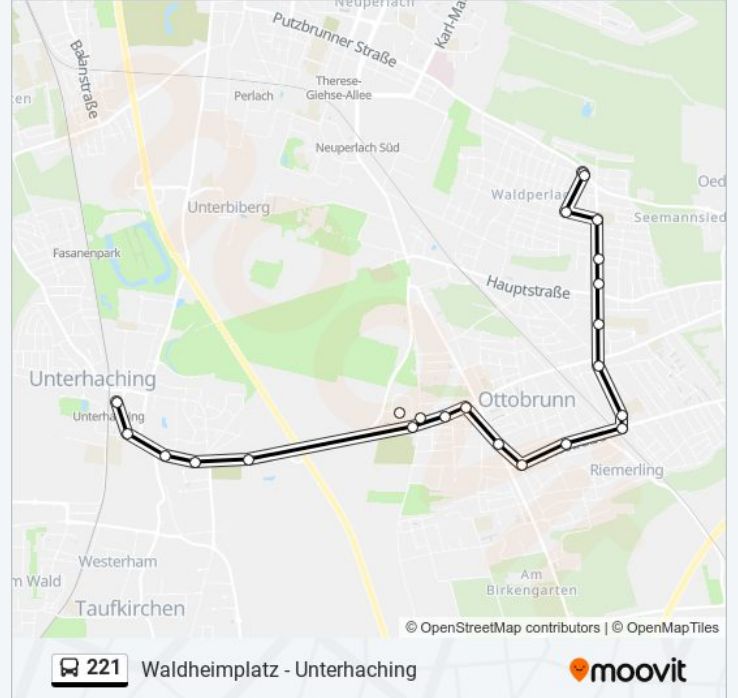 Neuperlach
Putzbrunner Straße
Karl-Ma
Balanstraße
en
Therese-
Giehse-Allee
Perlach
Neuperlach Süd
Oed
Waldperlac
Unterbiberg
Seemannsied
Fasanenpark
Hauptstraße
Unterhaching
Ottobrunn
Unterhaching
Riemerling
Westerham
Am
Birkengarten
m Wald
Taufkirchen
© OpenStreetMap contributors | © OpenMapTiles
221 Waldheimplatz - Unterhaching
moovit